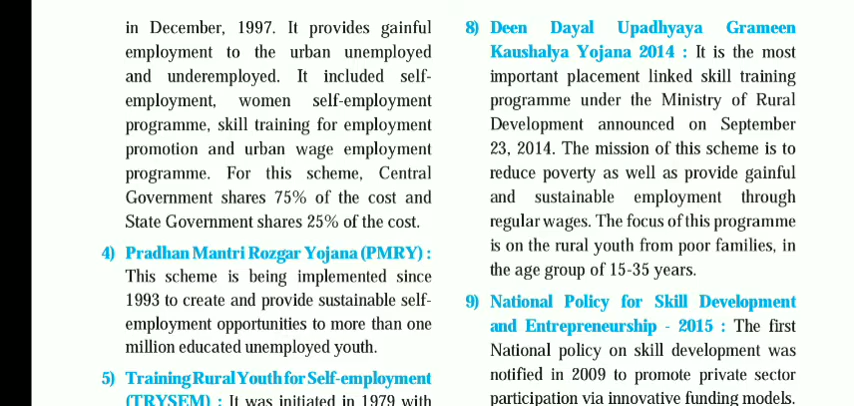 in December, 1997. It provides gainful
employment to the urban unemployed
and underemployed. It included self-
employment, women self-employment
programme, skill training for employment
promotion and urban wage employment
programme. For this scheme, Central
Government shares 75% of the cost and
State Government shares 25% of the cost.
4) Pradhan Mantri Rozgar Yojana (PMRY) :
This scheme is being implemented since
1993 to create and provide sustainable self-
employment opportunities to more than one
million educated unemployed youth.
5) Training Rural Youth for Self-employment
(TRYSEM) : It was initiated in 1979 with
8) Deen Dayal Upadhyaya Grameen
Kaushalya Yojana 2014 : It is the most
important placement linked skill training
programme under the Ministry of Rural
Development announced on September
23, 2014. The mission of this scheme is to
reduce poverty as well as provide gainful
and sustainable employment through
regular wages. The focus of this programme
is on the rural youth from poor families, in
the age group of 15-35 years.
9) National Policy for Skill Development
and Entrepreneurship - 2015 : The first
National policy on skill development was
notified in 2009 to promote private sector
participation via innovative funding models.